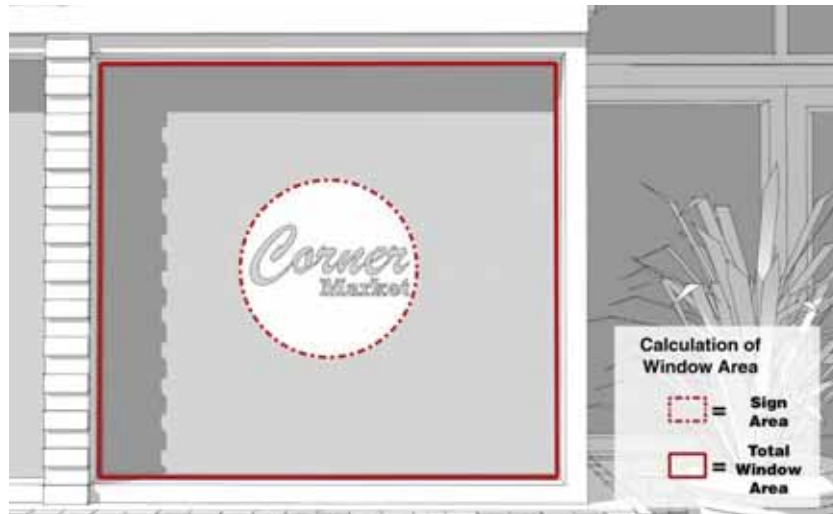 Corner
Market
Calculation of
Window Area
= Sign
Area
= Total
Window
Area